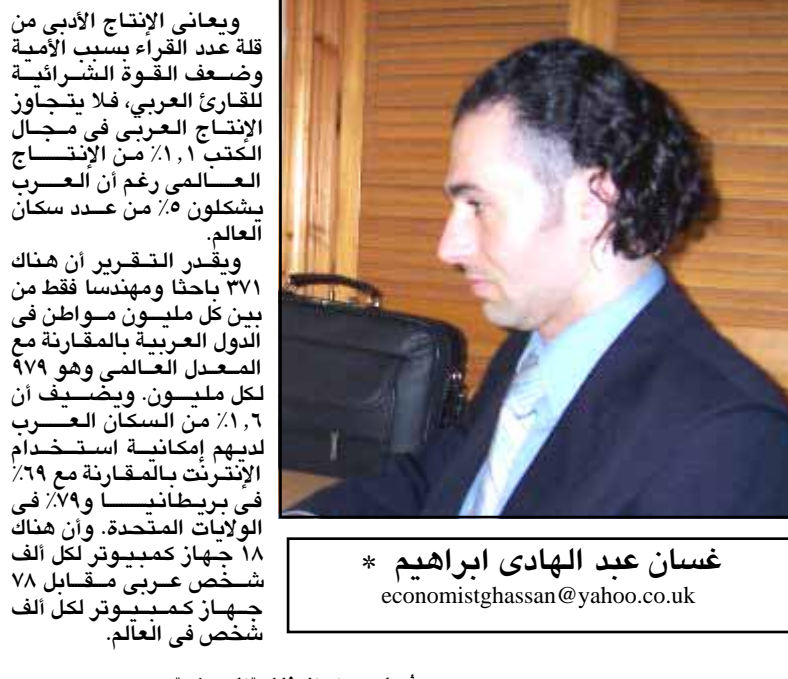 ويعانى الإنتاج الأدبى من
قلة عدد القراء بسبب الأمية
وضعف القوة الشرائية
للقارئ العربي، فلا يتجاوز
الإنتاج العربى فى مجال
الكتب ١,١٪ من الإنتاج
العالمى رغم أن العرب
يشكلون ٥٪ من عدد سكان
العالم.
ويقدر التقرير أن هناك
٣٧١ باحثا ومهندسا فقط من
بين كل مليون مواطن فى
الدول العربية بالمقارنة مع
المعدل العالمى وهو ٩٧٩
لكل مليون. ويضيف أن
١,٦٪ من السكان العرب
لديهم إمكانية استخدام
الإنترنت بالمقارنة مع ٦٩٪
فى بريطانيا و٧٩٪ فى
الولايات المتحدة. وأن هناك
١٨ جهاز كمبيوتر لكل ألف
شخص عربى مقابل ٧٨
جهاز كمبيوتر لكل ألف
شخص فى العالم.
غسان عبد الهادى ابراهيم *
economistghassan@yahoo.co.uk